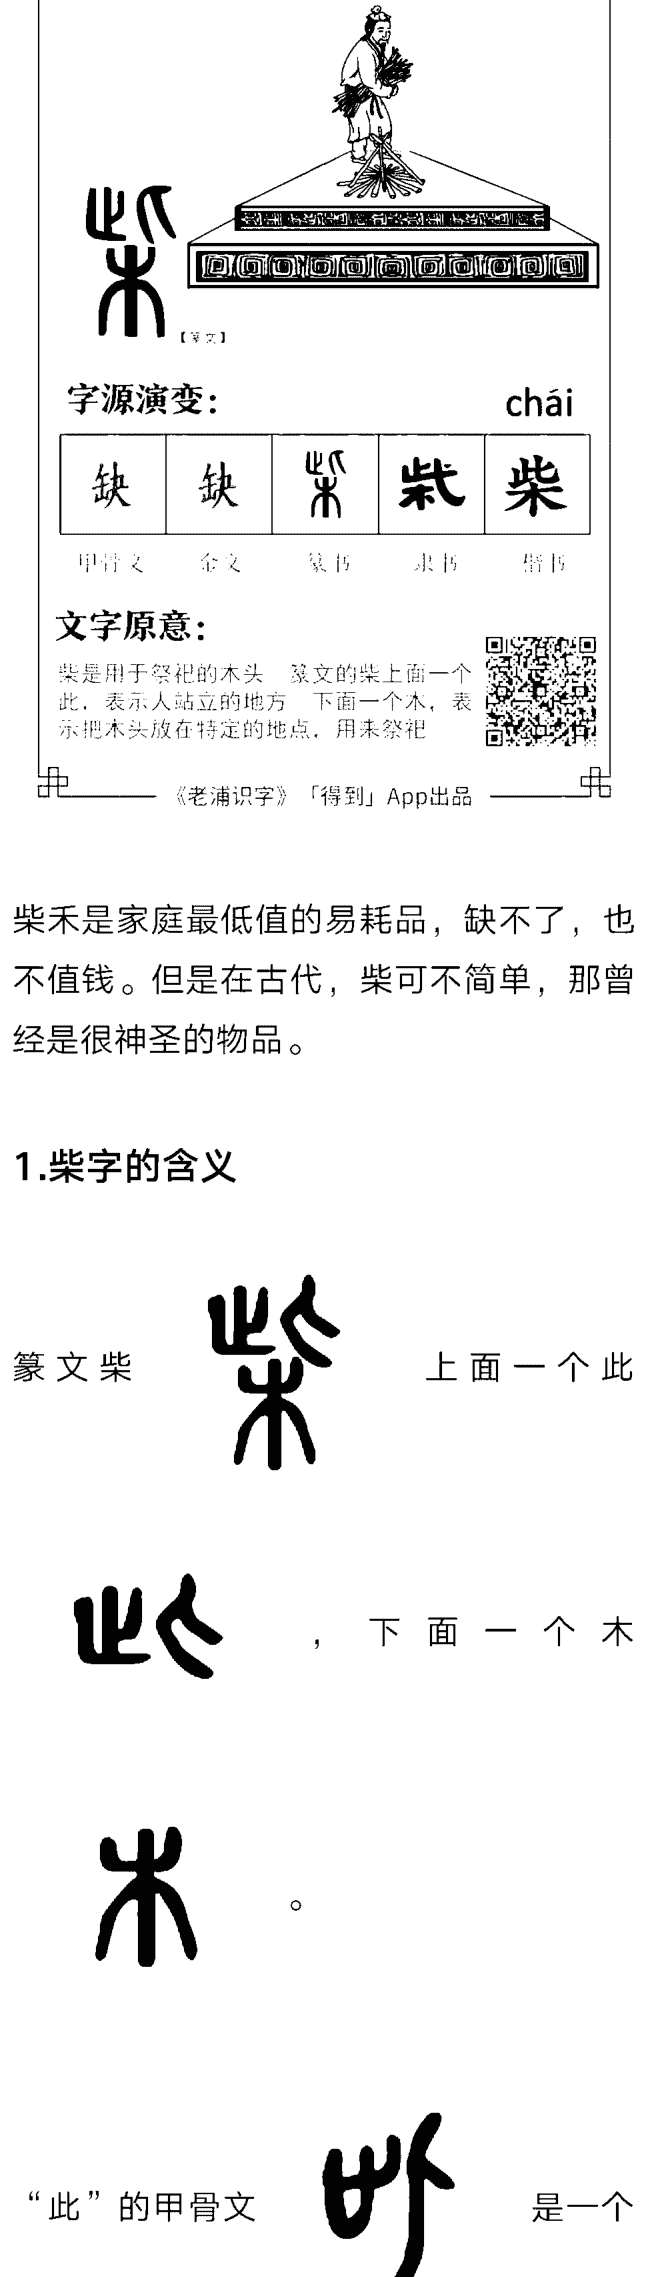 柴
【篆文】
字源演变： chái
缺 缺 柴 柴 柴
甲骨文 金文 篆书 隶书 楷书
文字原意：
柴是用于祭祀的木头 篆文的柴上面一个
此，表示人站立的地方 下面一个木，表
示把木头放在特定的地点，用来祭祀
《老浦识字》「得到」App出品
柴禾是家庭最低值的易耗品，缺不了，也
不值钱。但是在古代，柴可不简单，那曾
经是很神圣的物品。
1.柴字的含义
篆文柴 柴 上面一个此
此 ，下面一个木
木 。
“此”的甲骨文 此 是一个